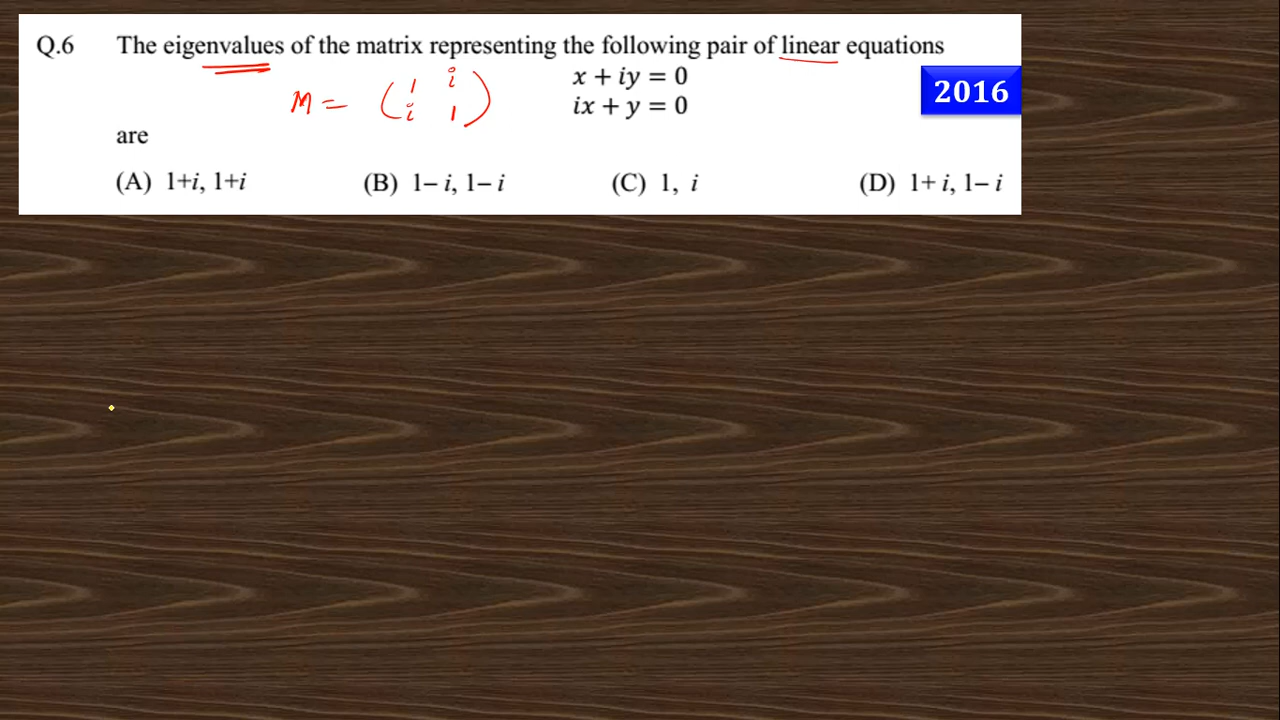 Q.6 The eigenvalues of the matrix representing the following pair of linear equations
x + iy = 0
M = ( 1 i
i 1 )
ix + y = 0
2016
are
(A) 1+i, 1+i (B) 1– i, 1– i (C) 1, i (D) 1+ i, 1– i